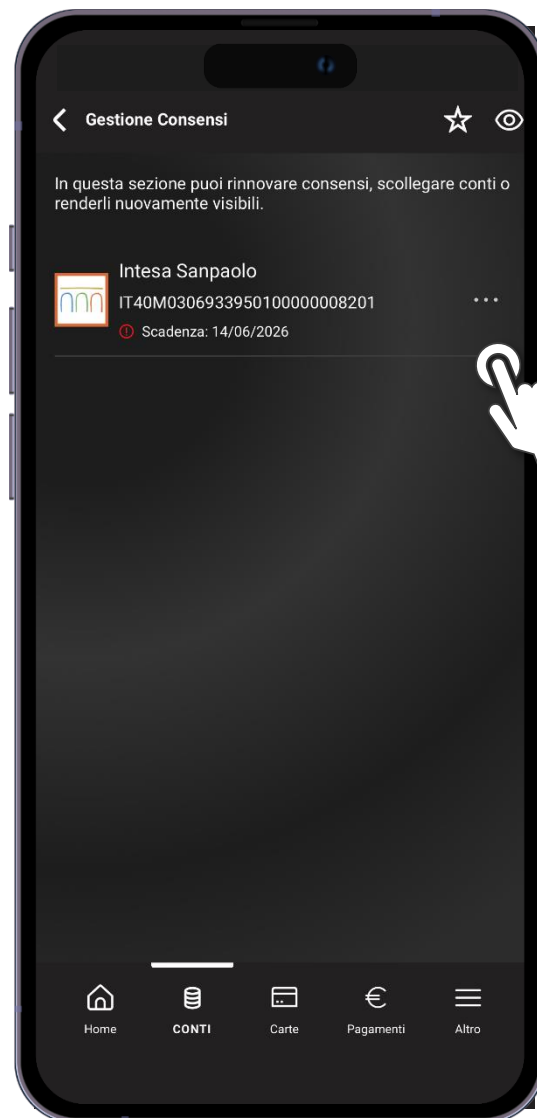 Gestione Consensi
In questa sezione puoi rinnovare consensi, scollegare conti o
renderli nuovamente visibili.
Intesa Sanpaolo
IT40M0306933950100000008201
Scadenza: 14/06/2026
Home
CONTI
Carte
Pagamenti
Altro